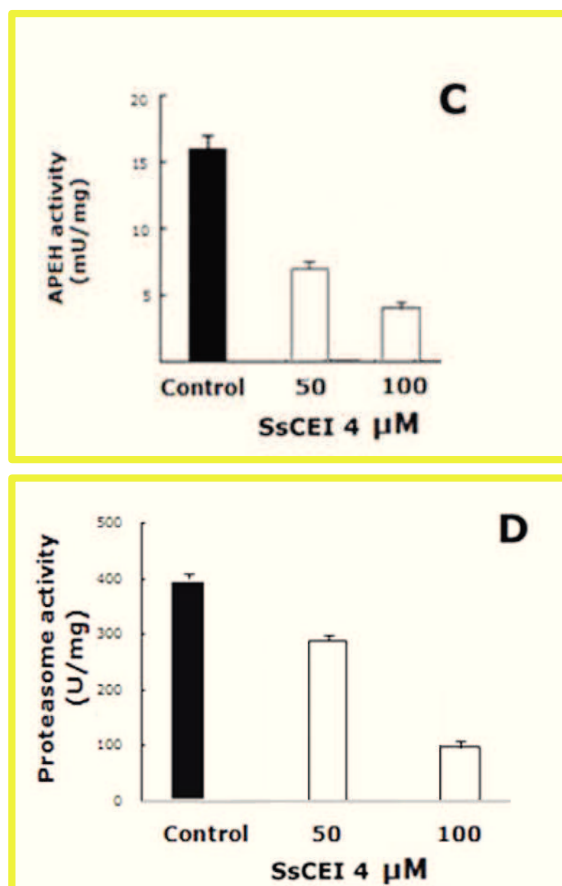 C
20
15
10
5
APEH activity
(mU/mg)
Control 50 100
SsCEI 4 µM
D
500
400
300
200
100
0
Proteasome activity
(U/mg)
Control 50 100
SsCEI 4 µM